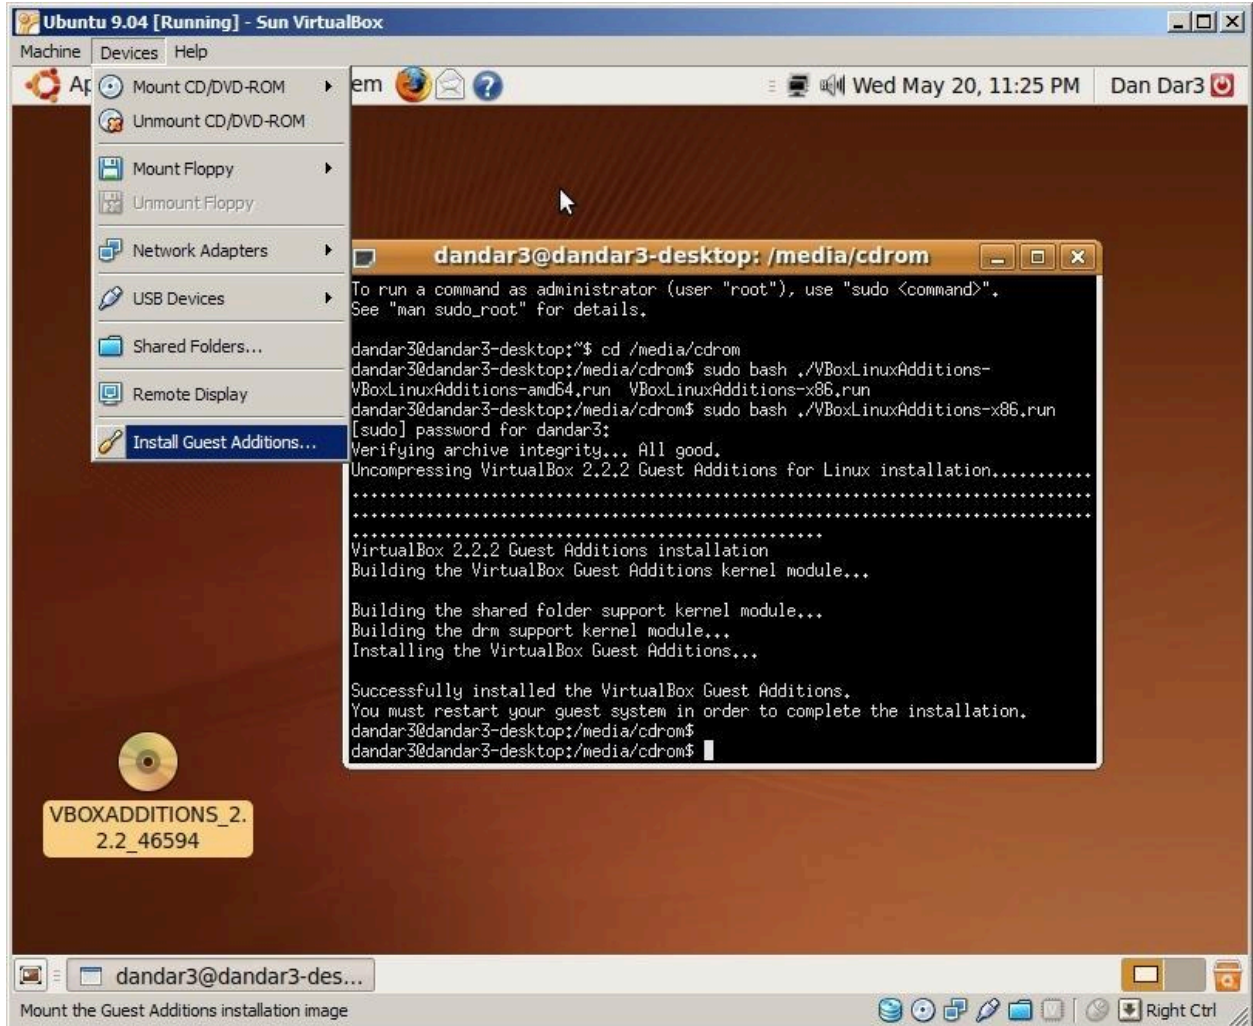 Ubuntu 9.04 [Running] - Sun VirtualBox
Machine Devices Help
Ap
em
Wed May 20, 11:25 PM
Dan Dar3
Mount CD/DVD-ROM
Unmount CD/DVD-ROM
Mount Floppy
Unmount Floppy
Network Adapters
USB Devices
Shared Folders...
Remote Display
Install Guest Additions...
dandar3@dandar3-desktop: /media/cdrom
To run a command as administrator (user "root"), use "sudo <command>".
See "man sudo_root" for details.
dandar3@dandar3-desktop:~$ cd /media/cdrom
dandar3@dandar3-desktop:/media/cdrom$ sudo bash ./VBoxLinuxAdditions-
VBoxLinuxAdditions-amd64.run  VBoxLinuxAdditions-x86.run
dandar3@dandar3-desktop:/media/cdrom$ sudo bash ./VBoxLinuxAdditions-x86.run
[sudo] password for dandar3:
Verifying archive integrity... All good.
Uncompressing VirtualBox 2.2.2 Guest Additions for Linux installation...........
................................................................................
................................................................................
...................................................
VirtualBox 2.2.2 Guest Additions installation
Building the VirtualBox Guest Additions kernel module...
Building the shared folder support kernel module...
Building the drm support kernel module...
Installing the VirtualBox Guest Additions...
Successfully installed the VirtualBox Guest Additions.
You must restart your guest system in order to complete the installation.
dandar3@dandar3-desktop:/media/cdrom$
dandar3@dandar3-desktop:/media/cdrom$
VBOXADDITIONS_2.
2.2_46594
dandar3@dandar3-des...
Mount the Guest Additions installation image
Right Ctrl